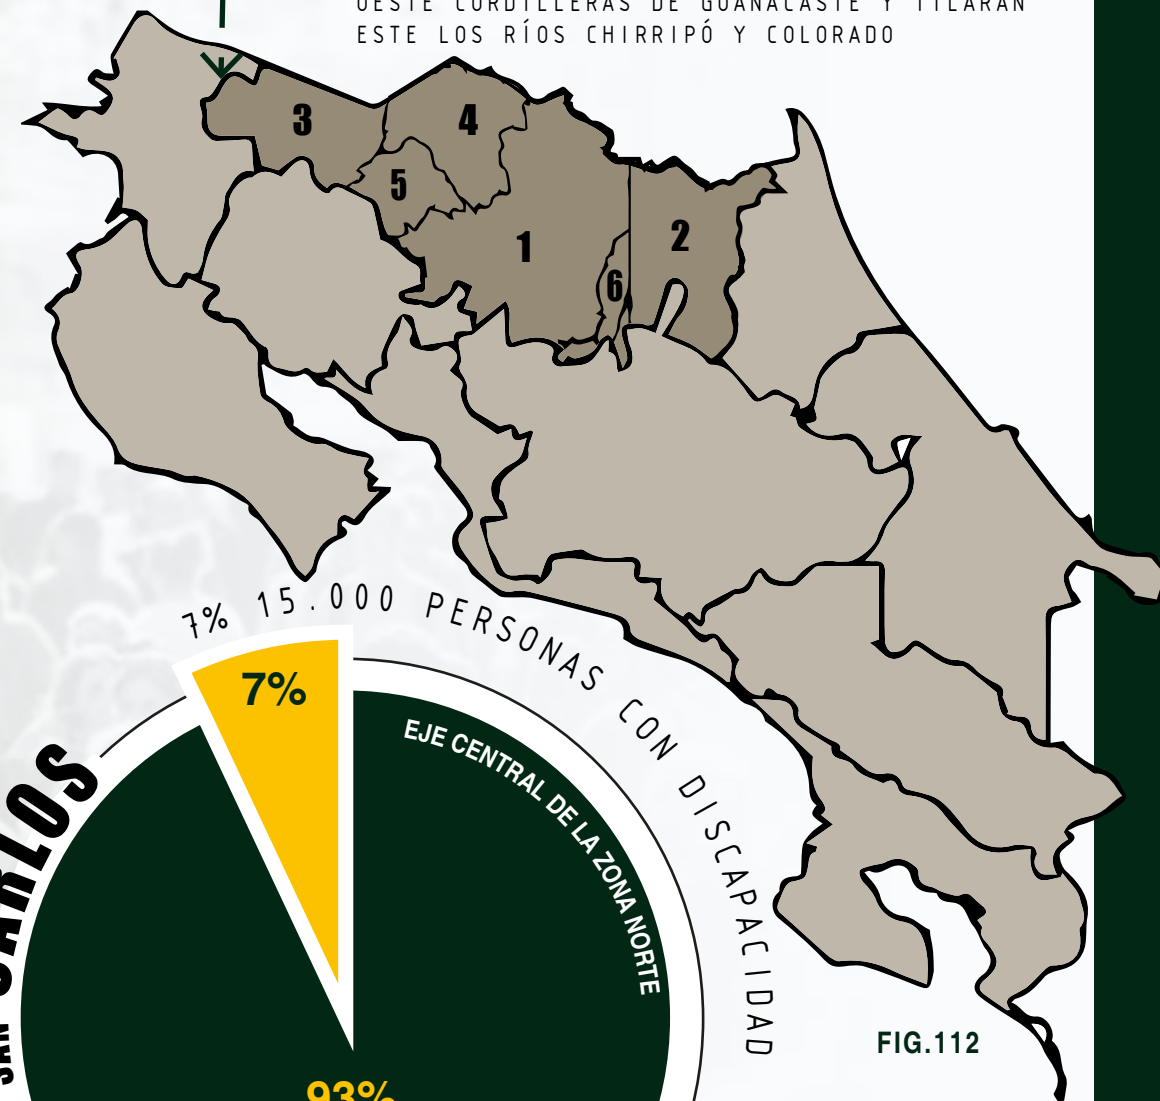 OESTE CORDILLERAS DE GUANACASTE Y TILARÁN
ESTE LOS RÍOS CHIRRIPÓ Y COLORADO
3
4
5
1
2
6
7% 15.000 PERSONAS CON DISCAPACIDAD
7%
EJE CENTRAL DE LA ZONA NORTE
SAN CARLOS
93%
FIG.112